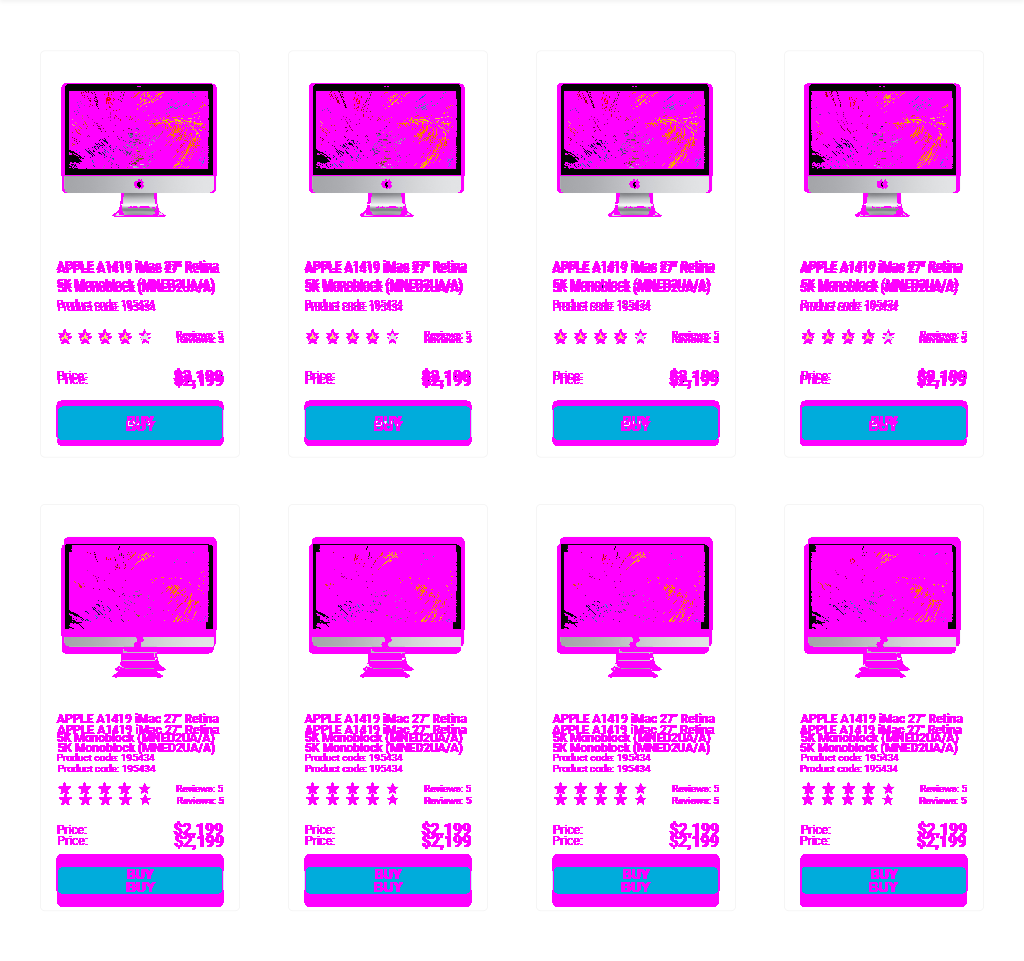 APPLE A1419 iMac 27" Retina
5K Monoblock (MNED2UA/A)
Product code: 195434
Reviews: 5
Price: $2,199
BUY
APPLE A1419 iMac 27" Retina
5K Monoblock (MNED2UA/A)
Product code: 195434
Reviews: 5
Price: $2,199
BUY
APPLE A1419 iMac 27" Retina
5K Monoblock (MNED2UA/A)
Product code: 195434
Reviews: 5
Price: $2,199
BUY
APPLE A1419 iMac 27" Retina
5K Monoblock (MNED2UA/A)
Product code: 195434
Reviews: 5
Price: $2,199
BUY
APPLE A1419 iMac 27" Retina
APPLE A1419 iMac 27" Retina
5K Monoblock (MNED2UA/A)
5K Monoblock (MNED2UA/A)
Product code: 195434
Product code: 195434
Reviews: 5
Reviews: 5
Price: $2,199
Price: $2,199
BUY
BUY
APPLE A1419 iMac 27" Retina
APPLE A1419 iMac 27" Retina
5K Monoblock (MNED2UA/A)
5K Monoblock (MNED2UA/A)
Product code: 195434
Product code: 195434
Reviews: 5
Reviews: 5
Price: $2,199
Price: $2,199
BUY
BUY
APPLE A1419 iMac 27" Retina
APPLE A1419 iMac 27" Retina
5K Monoblock (MNED2UA/A)
5K Monoblock (MNED2UA/A)
Product code: 195434
Product code: 195434
Reviews: 5
Reviews: 5
Price: $2,199
Price: $2,199
BUY
BUY
APPLE A1419 iMac 27" Retina
APPLE A1419 iMac 27" Retina
5K Monoblock (MNED2UA/A)
5K Monoblock (MNED2UA/A)
Product code: 195434
Product code: 195434
Reviews: 5
Reviews: 5
Price: $2,199
Price: $2,199
BUY
BUY